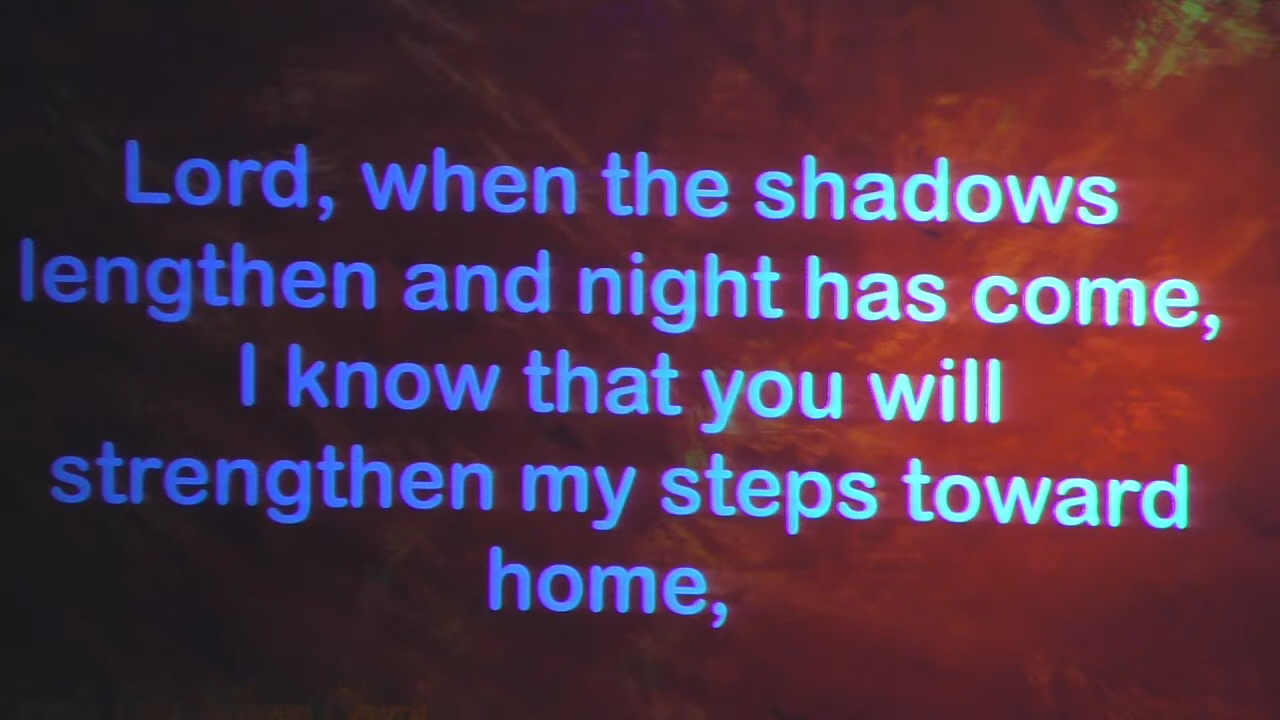 Lord, when the shadows
lengthen and night has come,
I know that you will
strengthen my steps toward
home,